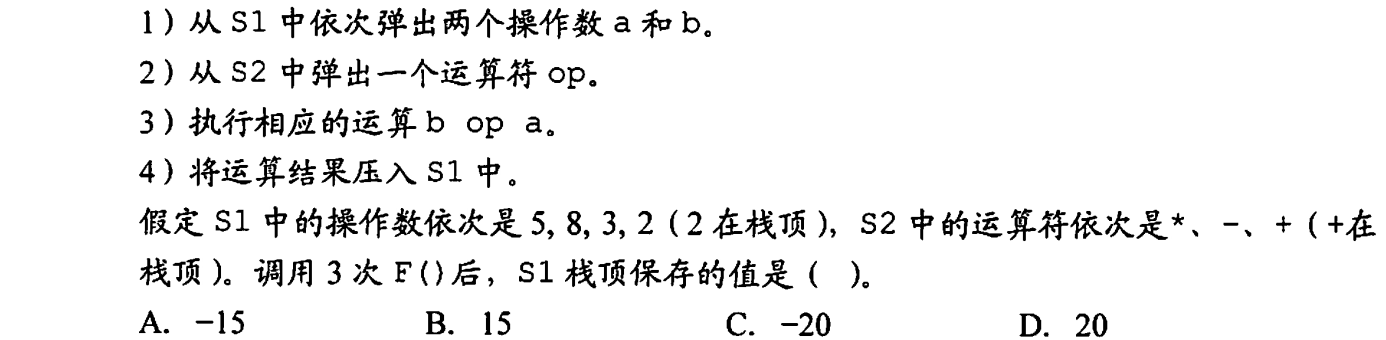 1）从 S1 中依次弹出两个操作数 a 和 b。
2）从 S2 中弹出一个运算符 op。
3）执行相应的运算 b op a。
4）将运算结果压入 S1 中。
假定 S1 中的操作数依次是 5, 8, 3, 2（2 在栈顶），S2 中的运算符依次是*、-、+（+在
栈顶）。调用 3 次 F()后，S1 栈顶保存的值是（ ）。
A. −15 B. 15 C. −20 D. 20